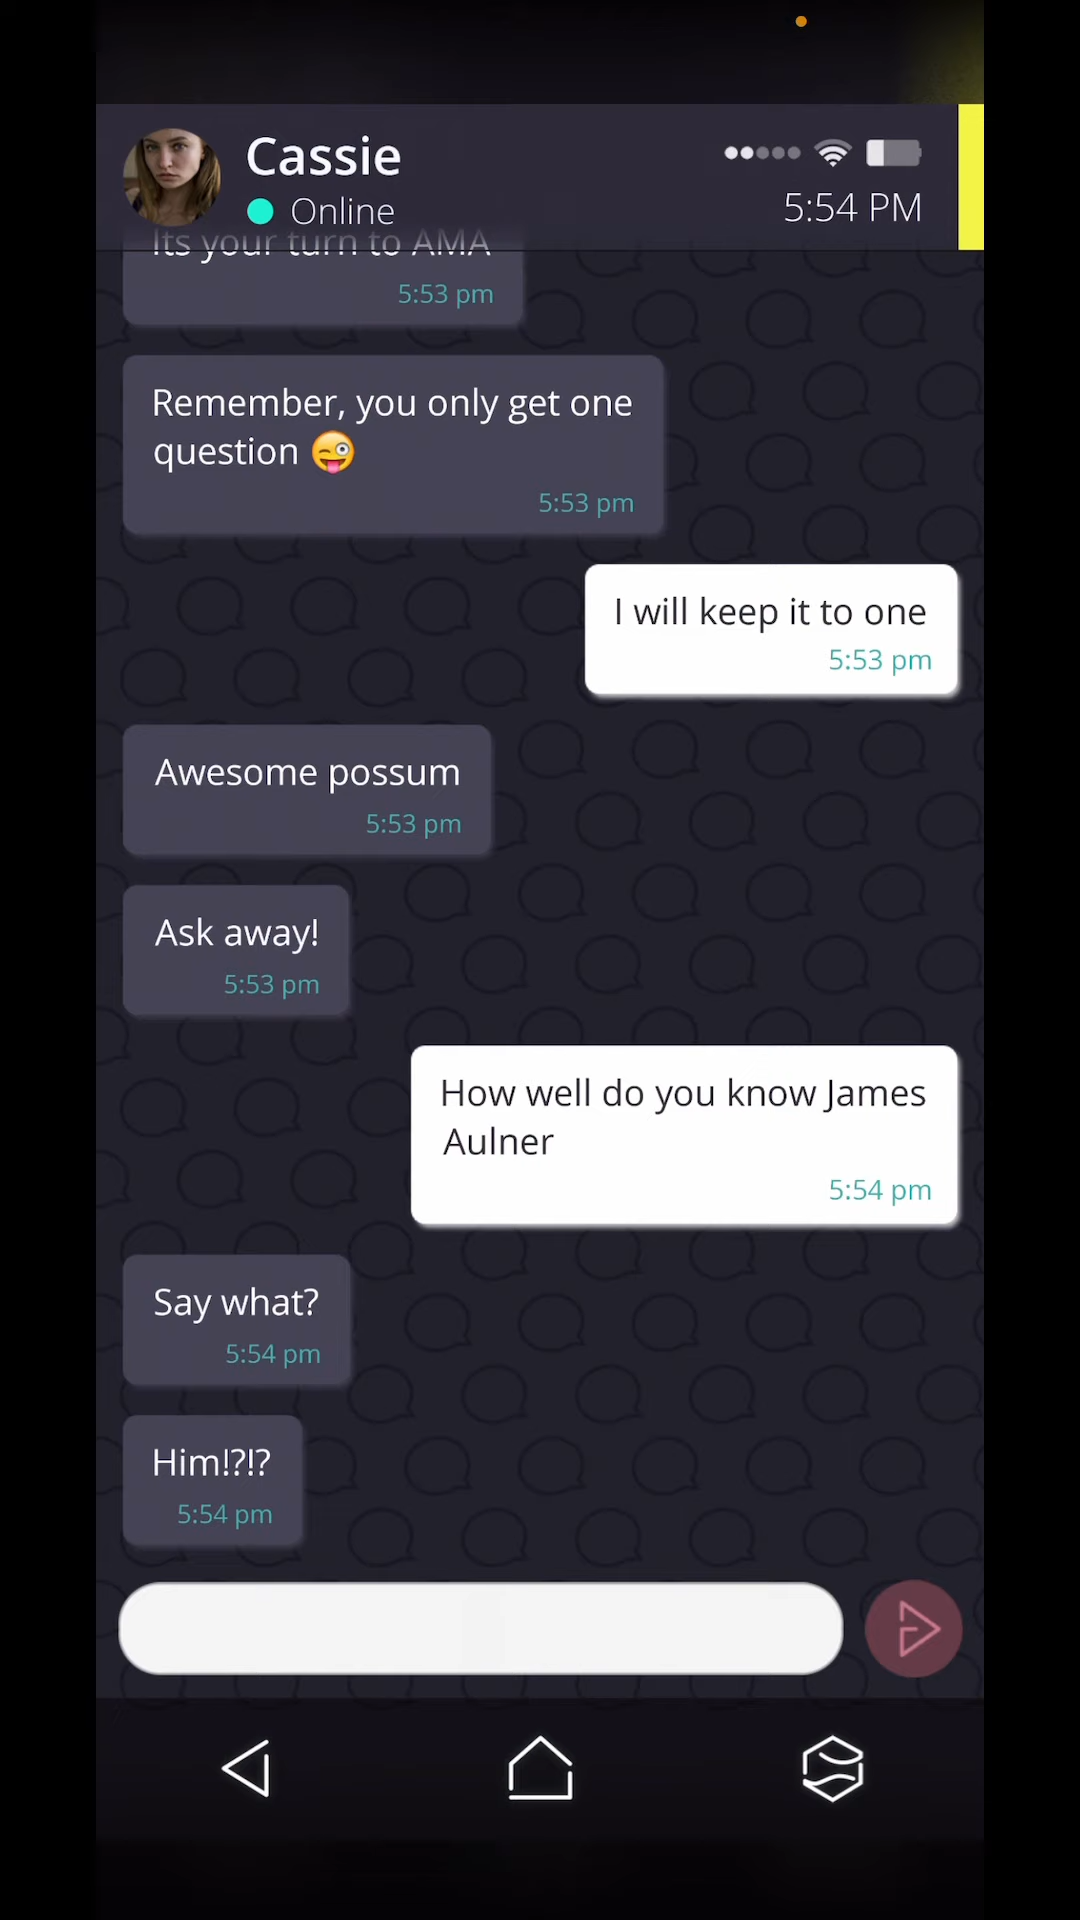 Cassie
Online
5:54 PM
Its your turn to AMA
5:53 pm
Remember, you only get one
question 😜
5:53 pm
I will keep it to one
5:53 pm
Awesome possum
5:53 pm
Ask away!
5:53 pm
How well do you know James
Aulner
5:54 pm
Say what?
5:54 pm
Him!?!?
5:54 pm